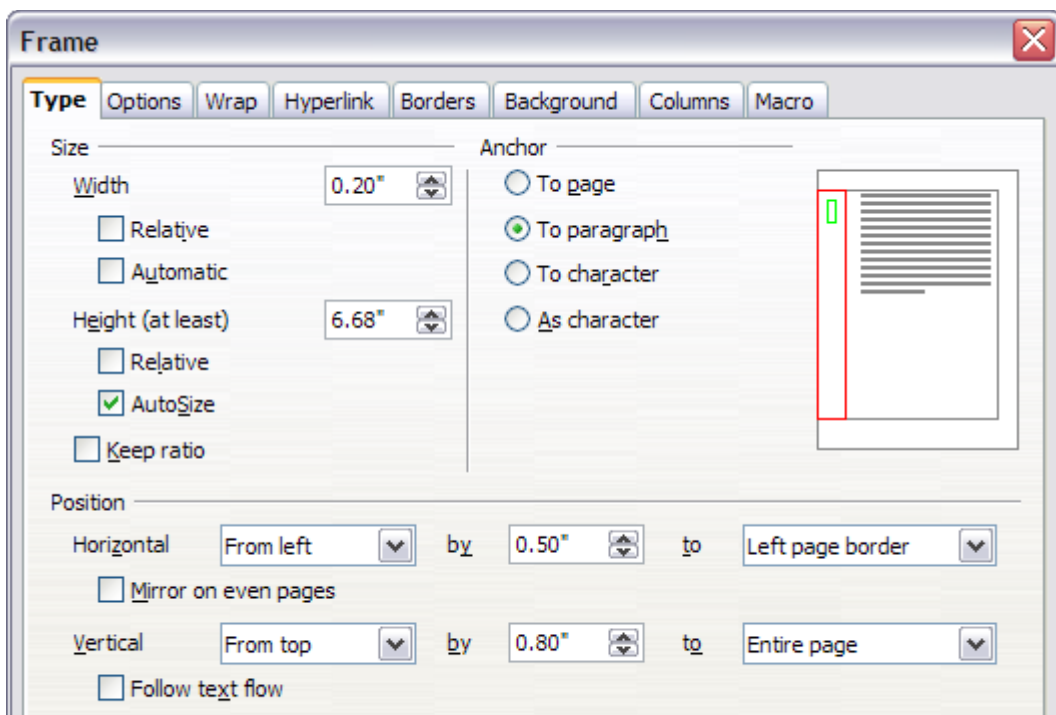 Frame
Type Options Wrap Hyperlink Borders Background Columns Macro
Size Anchor
Width 0.20" To page
Relative To paragraph
Automatic To character
Height (at least) 6.68" As character
Relative
AutoSize
Keep ratio
Position
Horizontal From left by 0.50" to Left page border
Mirror on even pages
Vertical From top by 0.80" to Entire page
Follow text flow